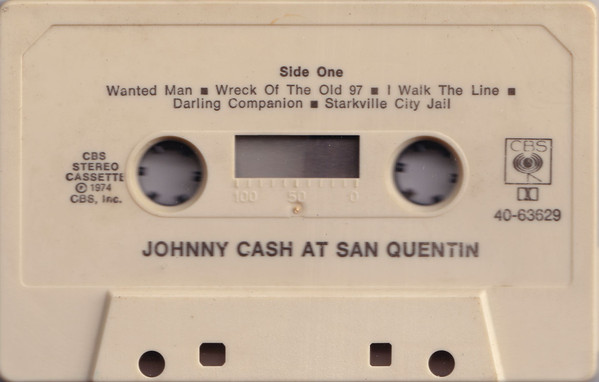 Side One
Wanted Man ■ Wreck Of The Old 97 ■ I Walk The Line ■
Darling Companion ■ Starkville City Jail
CBS
STEREO
CASSETTE
℗ 1974
CBS, Inc.
100 50 0
CBS
40-63629
JOHNNY CASH AT SAN QUENTIN